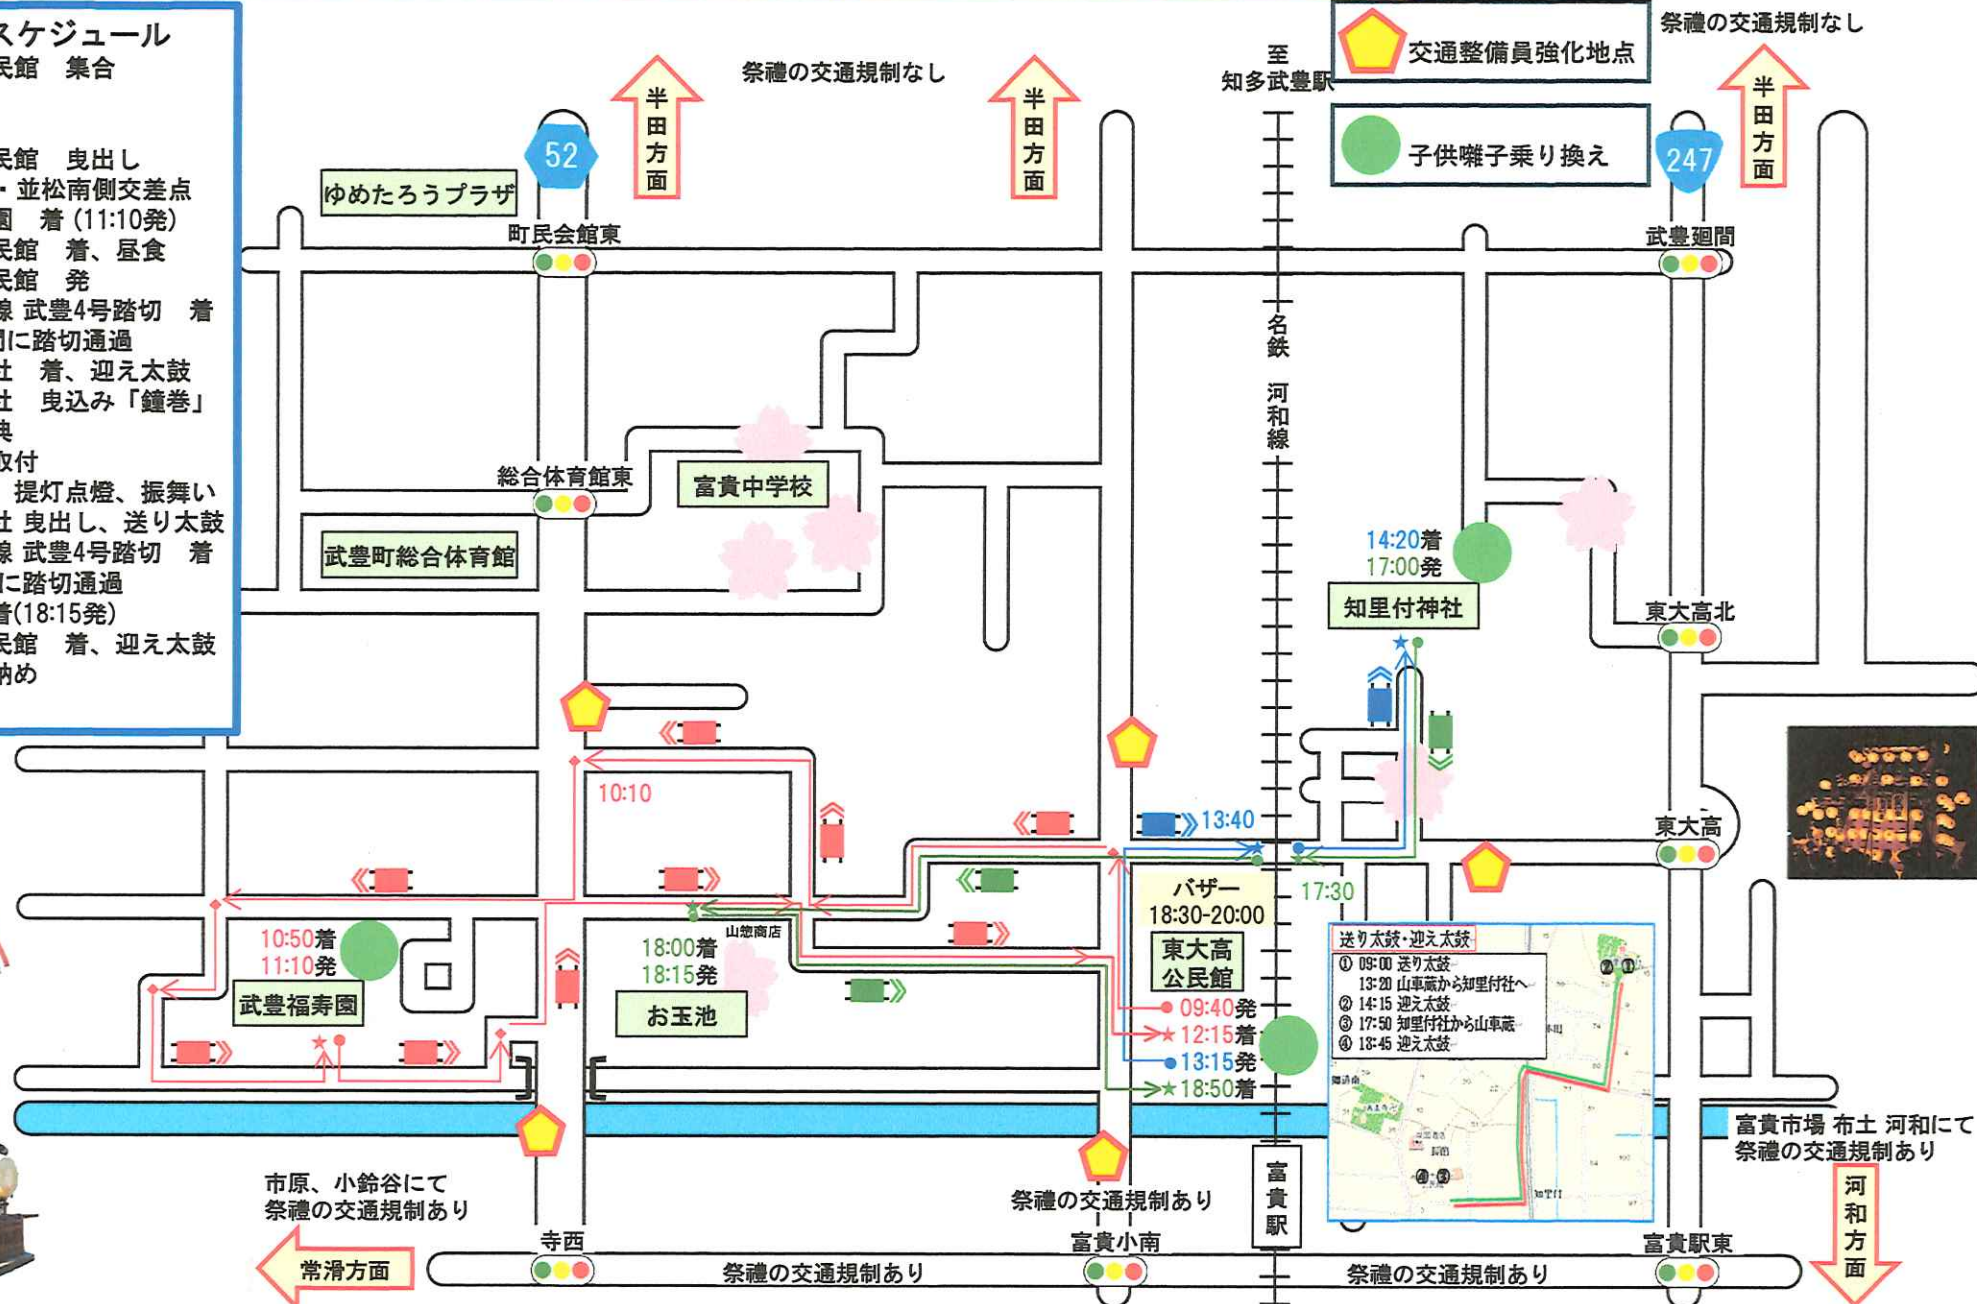 スケジュール
民館　集合
民館　曳出し
・並松南側交差点
園　着 (11:10発)
民館　着、昼食
民館　発
線 武豊4号踏切　着
間に踏切通過
社　着、迎え太鼓
社　曳込み「鐘巻」
典
取付
提灯点燈、振舞い
社 曳出し、送り太鼓
線 武豊4号踏切　着
に踏切通過
着(18:15発)
民館　着、迎え太鼓
納め
半田方面
祭禮の交通規制なし
半田方面
至
知多武豊駅
交通整備員強化地点
子供囃子乗り換え
祭禮の交通規制なし
半田方面
52
247
ゆめたろうプラザ
町民会館東
武豊廻間
名鉄 河和線
総合体育館東
富貴中学校
武豊町総合体育館
14:20着
17:00発
知里付神社
東大高北
10:10
13:40
東大高
17:30
バザー
18:30-20:00
東大高
公民館
09:40発
12:15着
13:15発
18:50着
10:50着
11:10発
武豊福寿園
山惣商店
18:00着
18:15発
お玉池
送り太鼓・迎え太鼓
① 09:00 送り太鼓
13:20 山車蔵から知里付社へ
② 14:15 迎え太鼓
③ 17:50 知里付社から山車蔵
④ 18:45 迎え太鼓
②①
④③
富貴市場 布土 河和にて
祭禮の交通規制あり
河和方面
市原、小鈴谷にて
祭禮の交通規制あり
常滑方面
寺西
祭禮の交通規制あり
祭禮の交通規制あり
富貴小南
富貴駅
祭禮の交通規制あり
富貴駅東